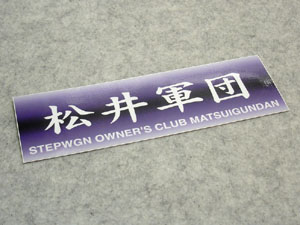 松井軍団
STEPWGN OWNER'S CLUB MATSUIGUNDAN